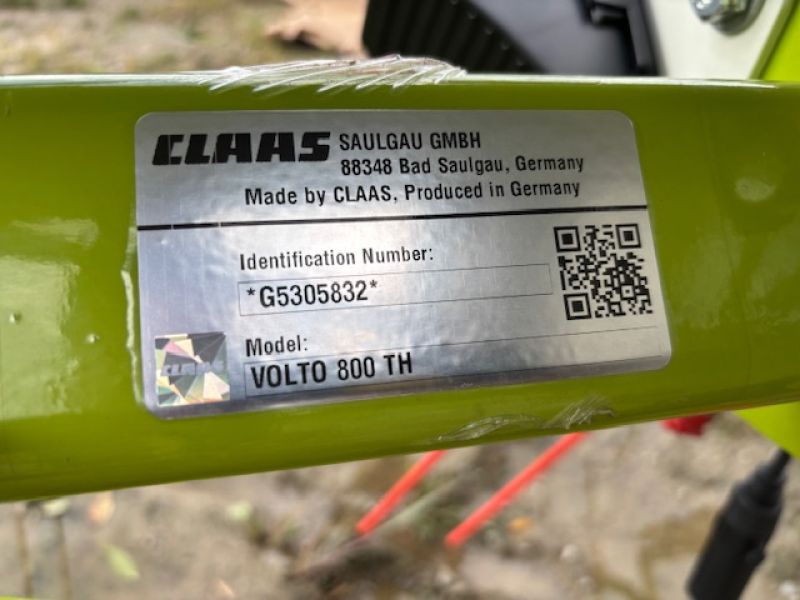 CLAAS SAULGAU GMBH
88348 Bad Saulgau, Germany
Made by CLAAS, Produced in Germany
Identification Number:
*G5305832*
Model:
VOLTO 800 TH
CLAAS